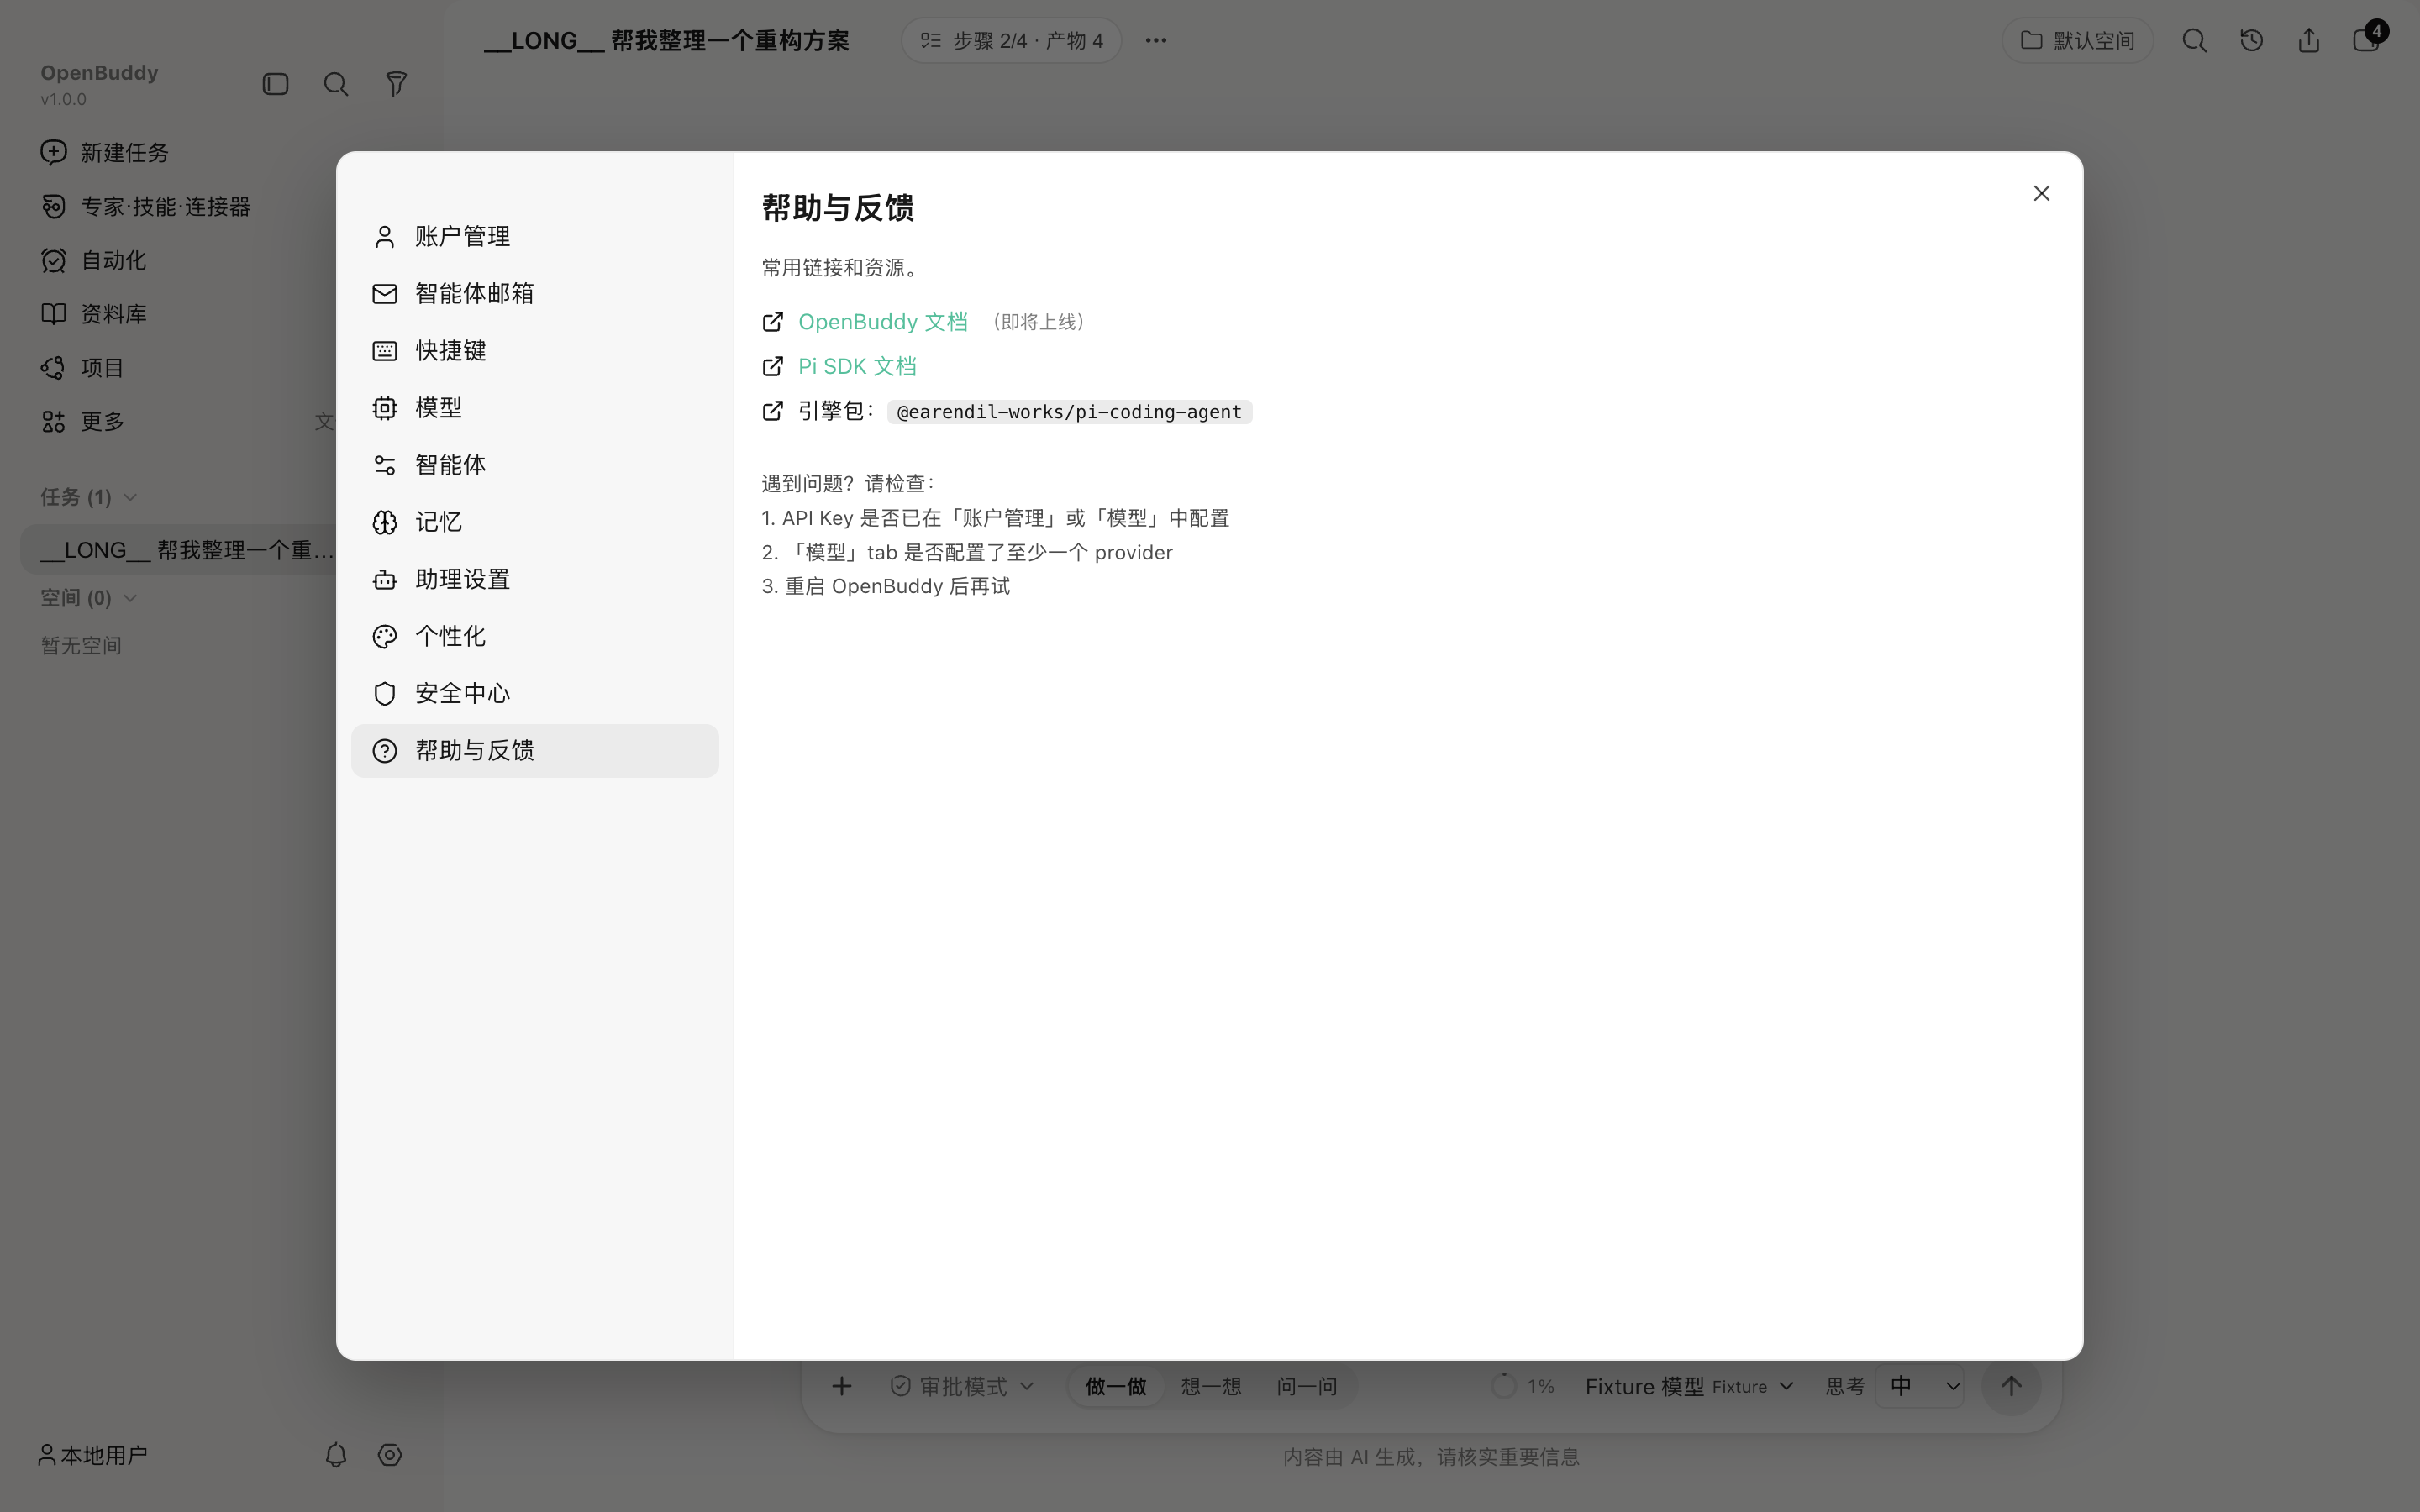 OpenBuddy
v1.0.0
新建任务
专家·技能·连接器
自动化
资料库
项目
更多
文
任务 (1)
__LONG__ 帮我整理一个重…
空间 (0)
暂无空间
本地用户
__LONG__ 帮我整理一个重构方案
步骤 2/4 · 产物 4
默认空间
4
账户管理
智能体邮箱
快捷键
模型
智能体
记忆
助理设置
个性化
安全中心
帮助与反馈
帮助与反馈
常用链接和资源。
OpenBuddy 文档 （即将上线）
Pi SDK 文档
引擎包： @earendil-works/pi-coding-agent
遇到问题？请检查：
1. API Key 是否已在「账户管理」或「模型」中配置
2. 「模型」tab 是否配置了至少一个 provider
3. 重启 OpenBuddy 后再试
审批模式
做一做 想一想 问一问
1%
Fixture 模型 Fixture
思考 中
内容由 AI 生成，请核实重要信息